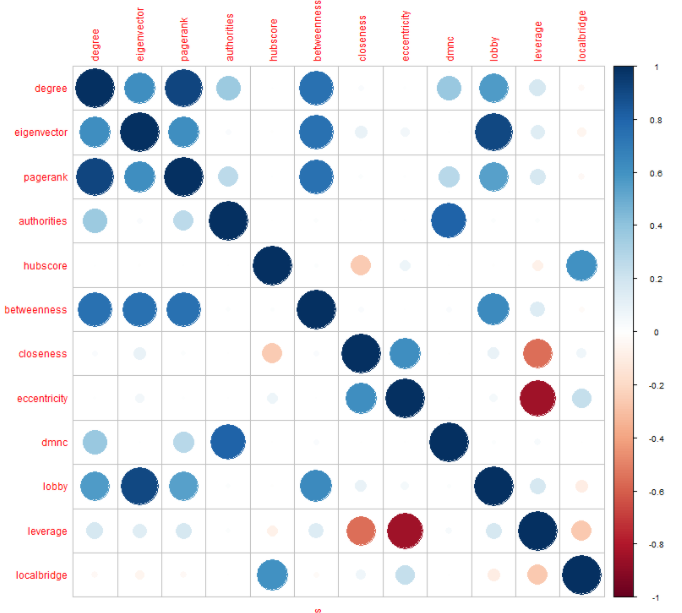 degree
eigenvector
pagerank
authorities
hubscore
betweenness
closeness
eccentricity
dmnc
lobby
leverage
localbridge
degree
eigenvector
pagerank
authorities
hubscore
betweenness
closeness
eccentricity
dmnc
lobby
leverage
localbridge
1
0.8
0.6
0.4
0.2
0
-0.2
-0.4
-0.6
-0.8
-1
s